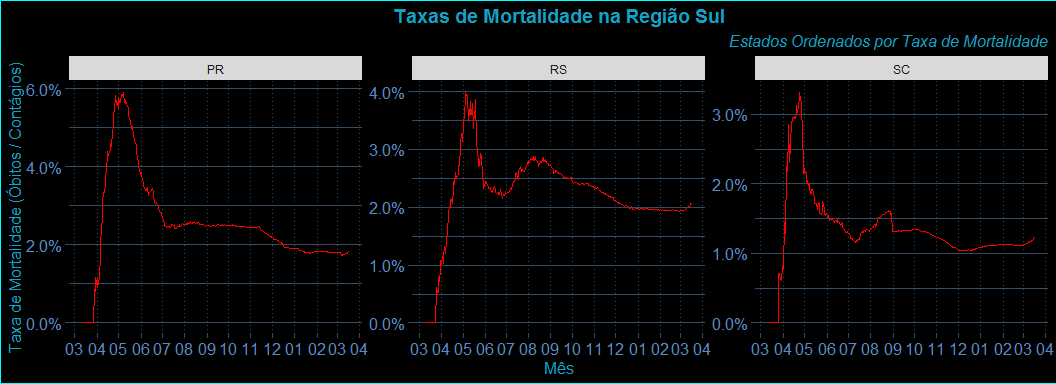 Taxas de Mortalidade na Região Sul
Estados Ordenados por Taxa de Mortalidade
Taxa de Mortalidade (Óbitos / Contágios)
PR
6.0%
4.0%
2.0%
0.0%
03 04 05 06 07 08 09 10 11 12 01 02 03 04
RS
4.0%
3.0%
2.0%
1.0%
0.0%
03 04 05 06 07 08 09 10 11 12 01 02 03 04
SC
3.0%
2.0%
1.0%
0.0%
03 04 05 06 07 08 09 10 11 12 01 02 03 04
Mês